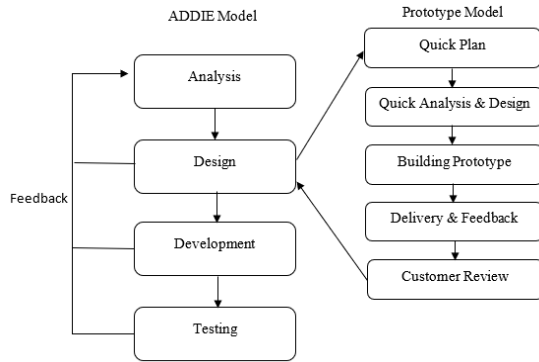 ADDIE Model
Analysis
Design
Feedback
Development
Testing
Prototype Model
Quick Plan
Quick Analysis & Design
Building Prototype
Delivery & Feedback
Customer Review